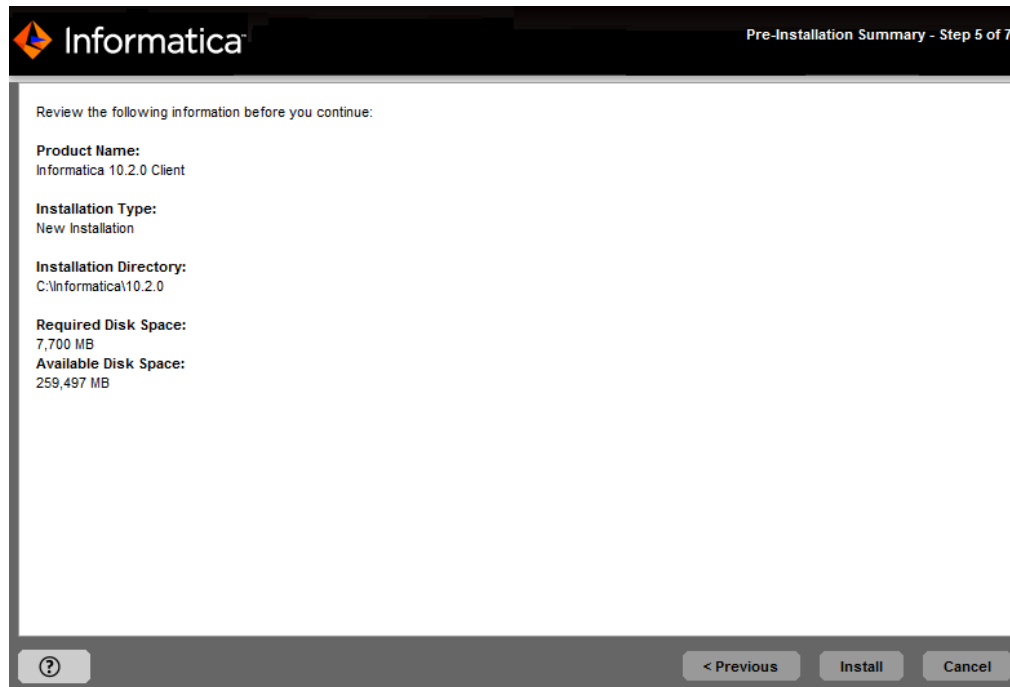 Informatica
Pre-Installation Summary - Step 5 of 7
Review the following information before you continue:
Product Name:
Informatica 10.2.0 Client
Installation Type:
New Installation
Installation Directory:
C:\Informatica\10.2.0
Required Disk Space:
7,700 MB
Available Disk Space:
259,497 MB
?
< Previous
Install
Cancel